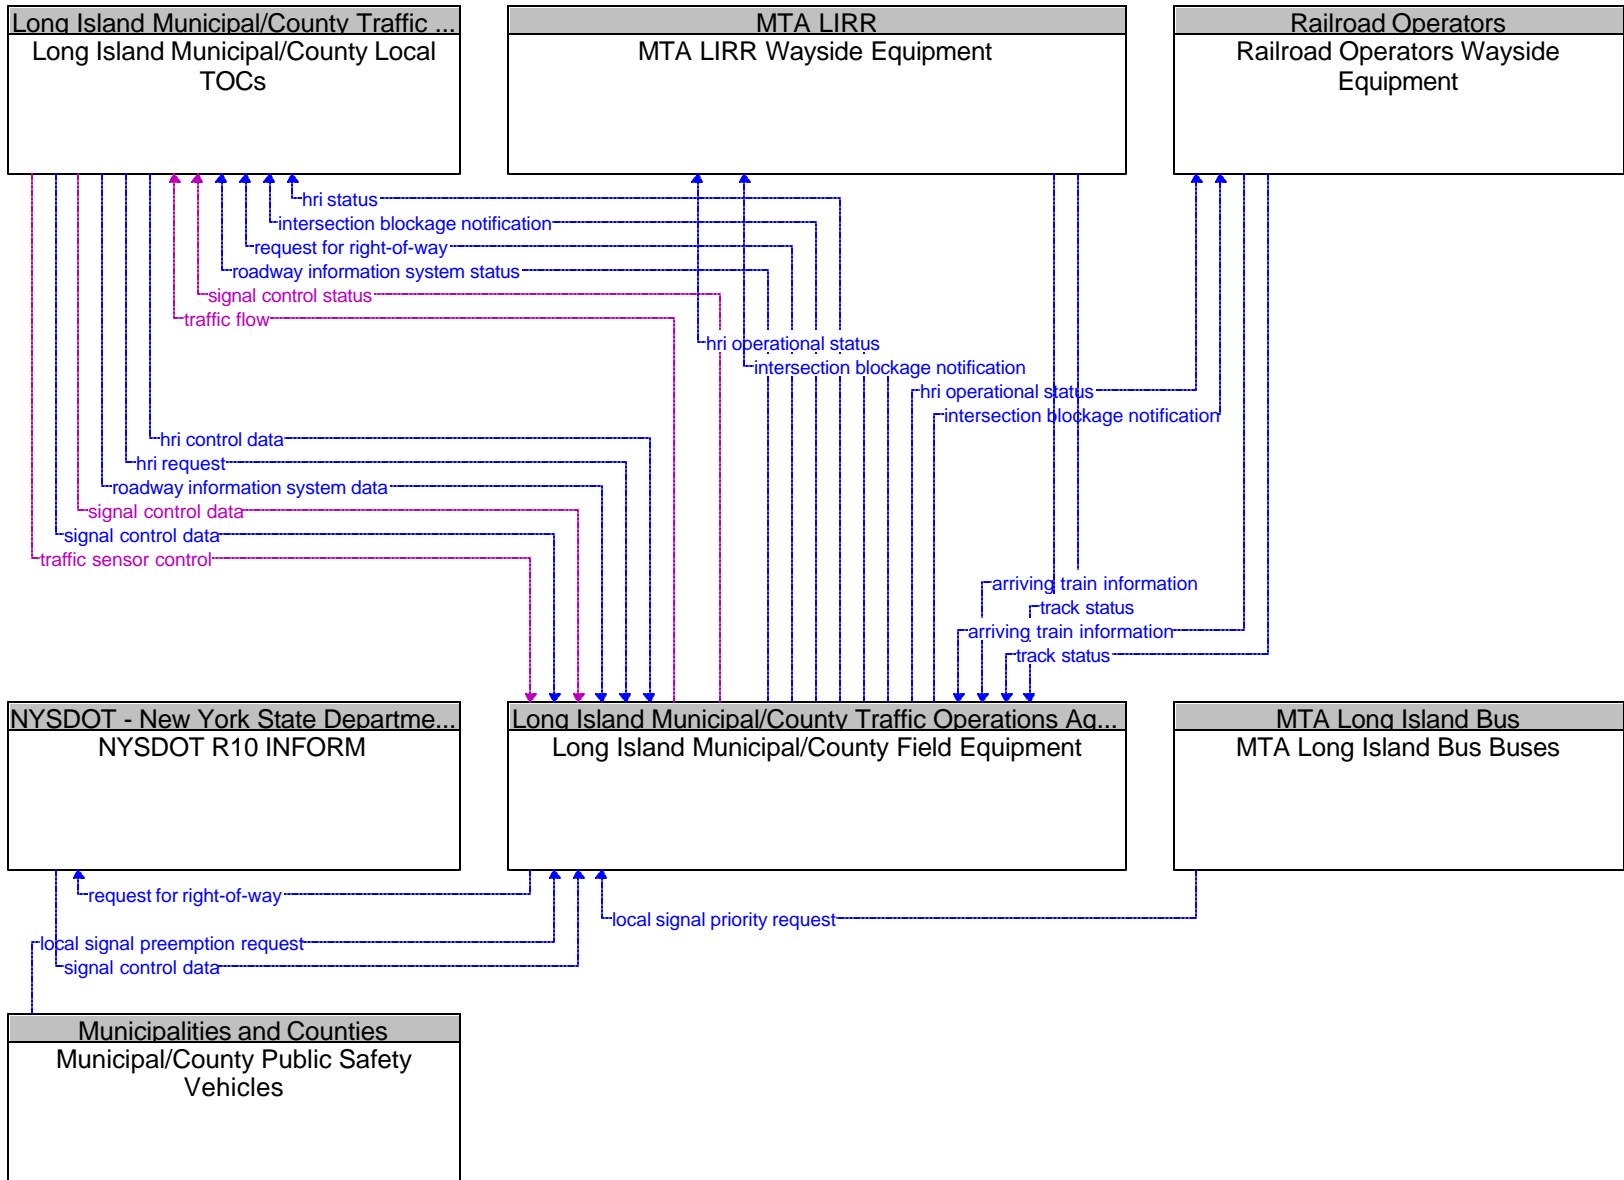 Long Island Municipal/County Traffic ...
Long Island Municipal/County Local
TOCs
MTA LIRR
MTA LIRR Wayside Equipment
Railroad Operators
Railroad Operators Wayside
Equipment
hri status
intersection blockage notification
request for right-of-way
roadway information system status
signal control status
traffic flow
hri operational status
intersection blockage notification
hri operational status
intersection blockage notification
hri control data
hri request
roadway information system data
signal control data
signal control data
traffic sensor control
arriving train information
track status
arriving train information
track status
NYSDOT - New York State Departme...
NYSDOT R10 INFORM
Long Island Municipal/County Traffic Operations Ag...
Long Island Municipal/County Field Equipment
MTA Long Island Bus
MTA Long Island Bus Buses
request for right-of-way
local signal priority request
local signal preemption request
signal control data
Municipalities and Counties
Municipal/County Public Safety
Vehicles